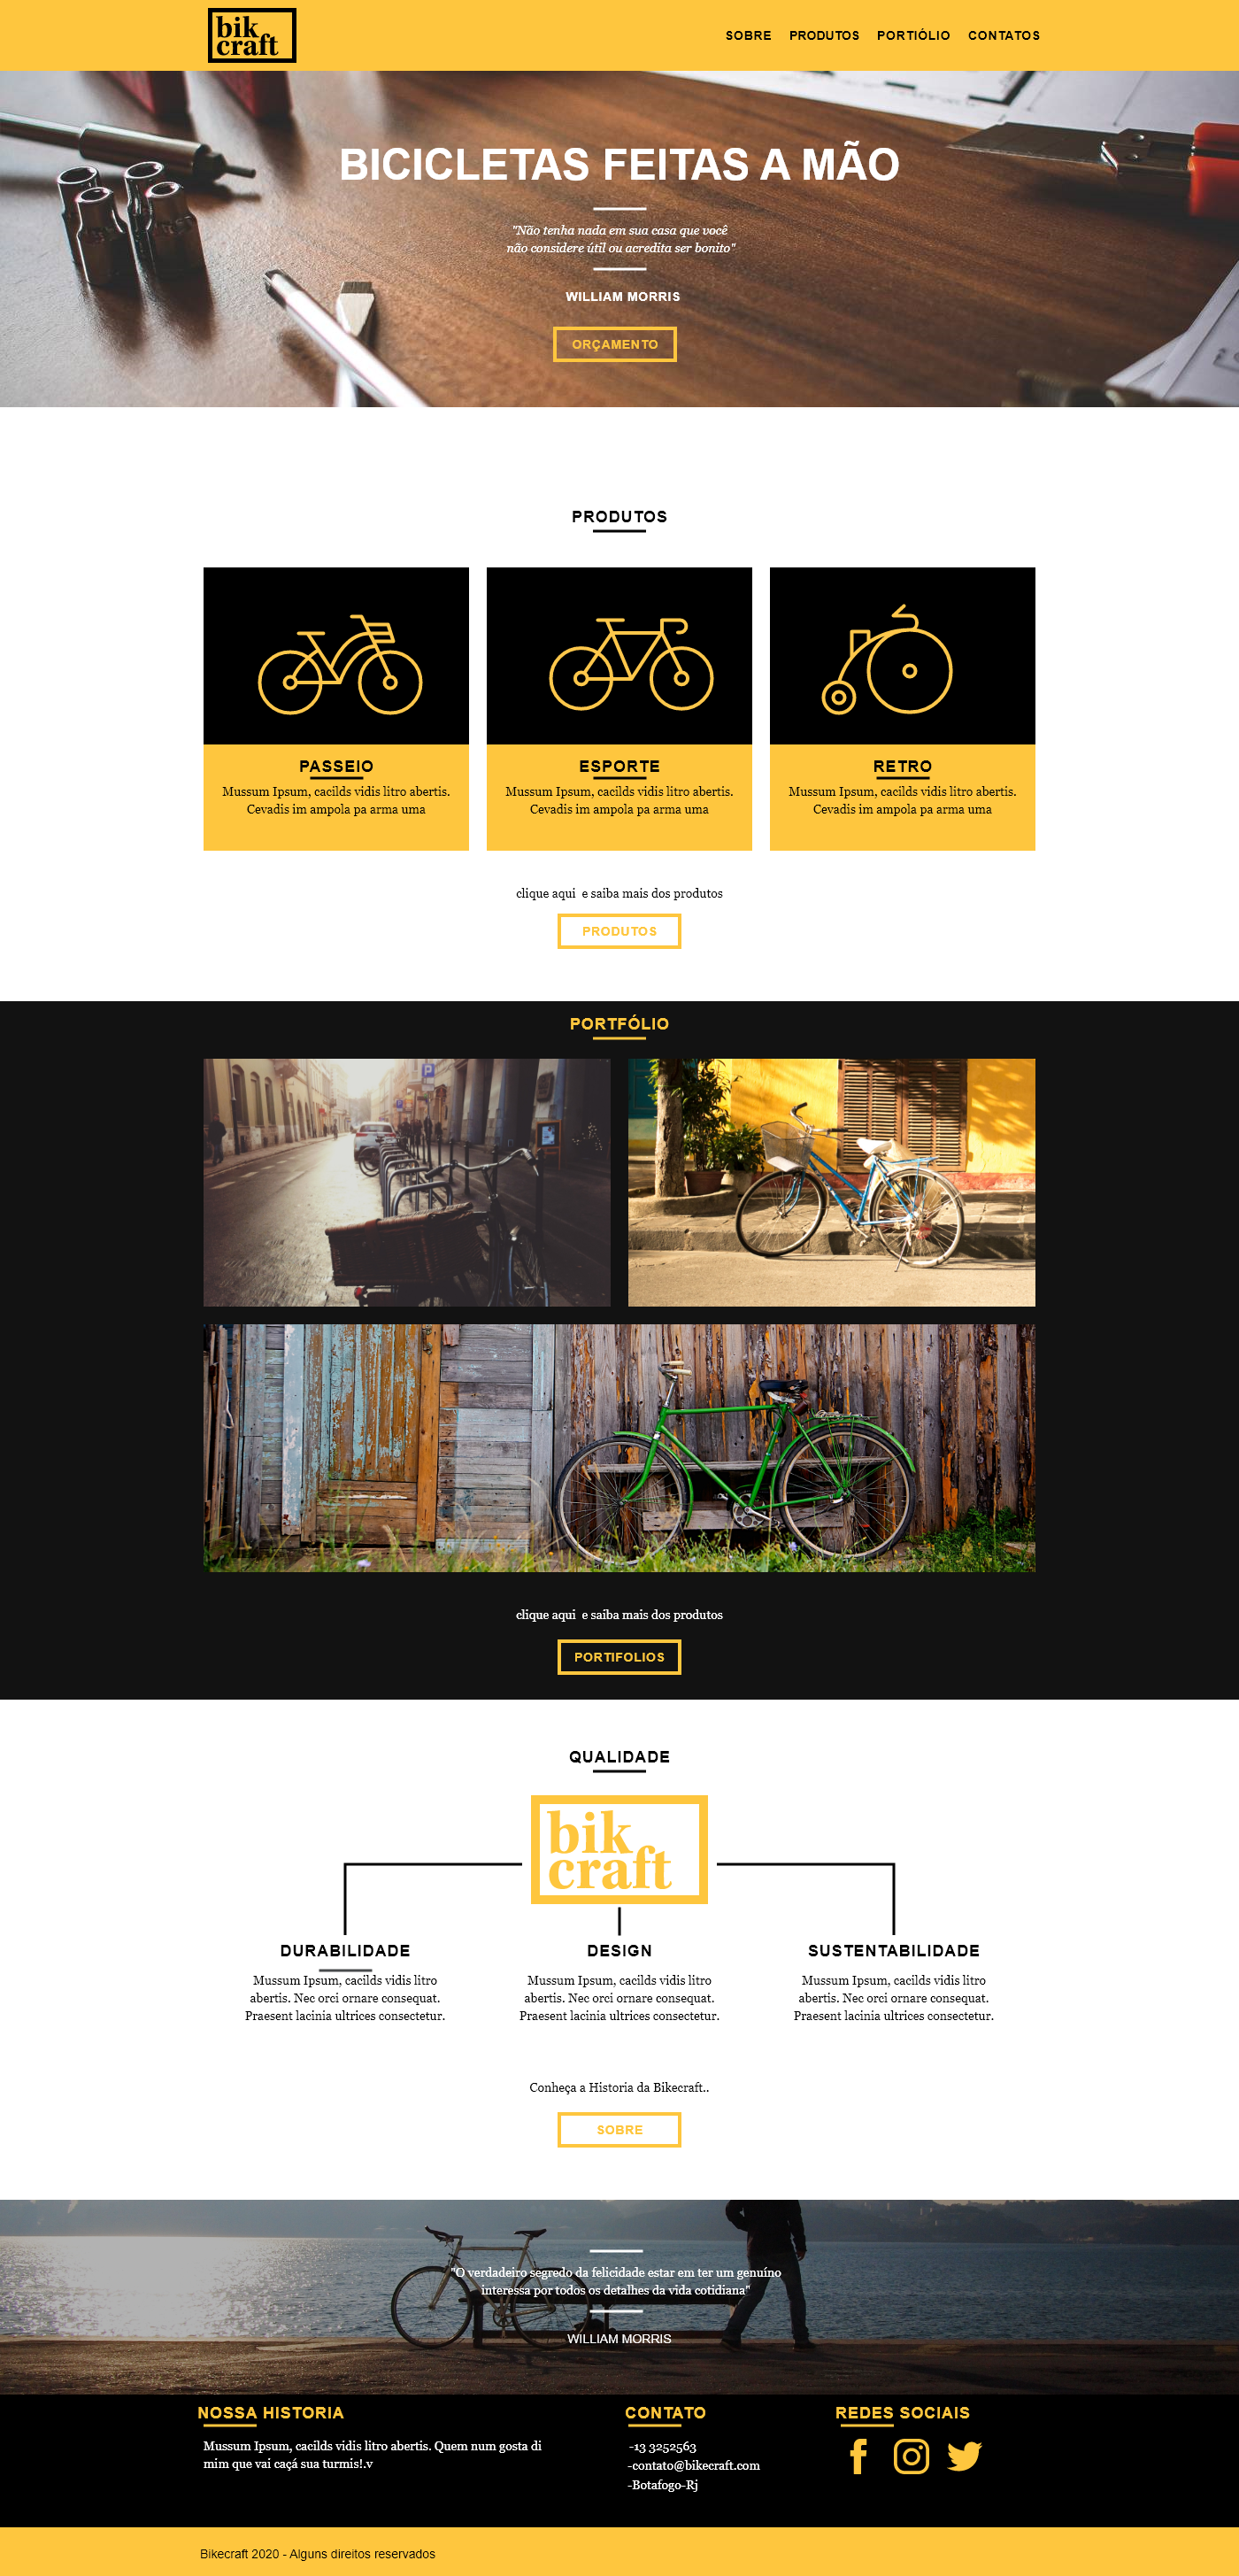 bik
craft
SOBRE PRODUTOS PORTIÓLIO CONTATOS
BICICLETAS FEITAS A MÃO
"Não tenha nada em sua casa que você
não considere útil ou acredita ser bonito"
WILLIAM MORRIS
ORÇAMENTO
PRODUTOS
PASSEIO
Mussum Ipsum, cacilds vidis litro abertis.
Cevadis im ampola pa arma uma
ESPORTE
Mussum Ipsum, cacilds vidis litro abertis.
Cevadis im ampola pa arma uma
RETRO
Mussum Ipsum, cacilds vidis litro abertis.
Cevadis im ampola pa arma uma
clique aqui e saiba mais dos produtos
PRODUTOS
PORTFÓLIO
P
clique aqui e saiba mais dos produtos
PORTIFOLIOS
QUALIDADE
bik
craft
DURABILIDADE
Mussum Ipsum, cacilds vidis litro
abertis. Nec orci ornare consequat.
Praesent lacinia ultrices consectetur.
DESIGN
Mussum Ipsum, cacilds vidis litro
abertis. Nec orci ornare consequat.
Praesent lacinia ultrices consectetur.
SUSTENTABILIDADE
Mussum Ipsum, cacilds vidis litro
abertis. Nec orci ornare consequat.
Praesent lacinia ultrices consectetur.
Conheça a Historia da Bikecraft..
SOBRE
"O verdadeiro segredo da felicidade estar em ter um genuíno
interessa por todos os detalhes da vida cotidiana"
WILLIAM MORRIS
NOSSA HISTORIA
Mussum Ipsum, cacilds vidis litro abertis. Quem num gosta di
mim que vai caçá sua turmis!.v
CONTATO
-13 3252563
-contato@bikecraft.com
-Botafogo-Rj
REDES SOCIAIS
Bikecraft 2020 - Alguns direitos reservados